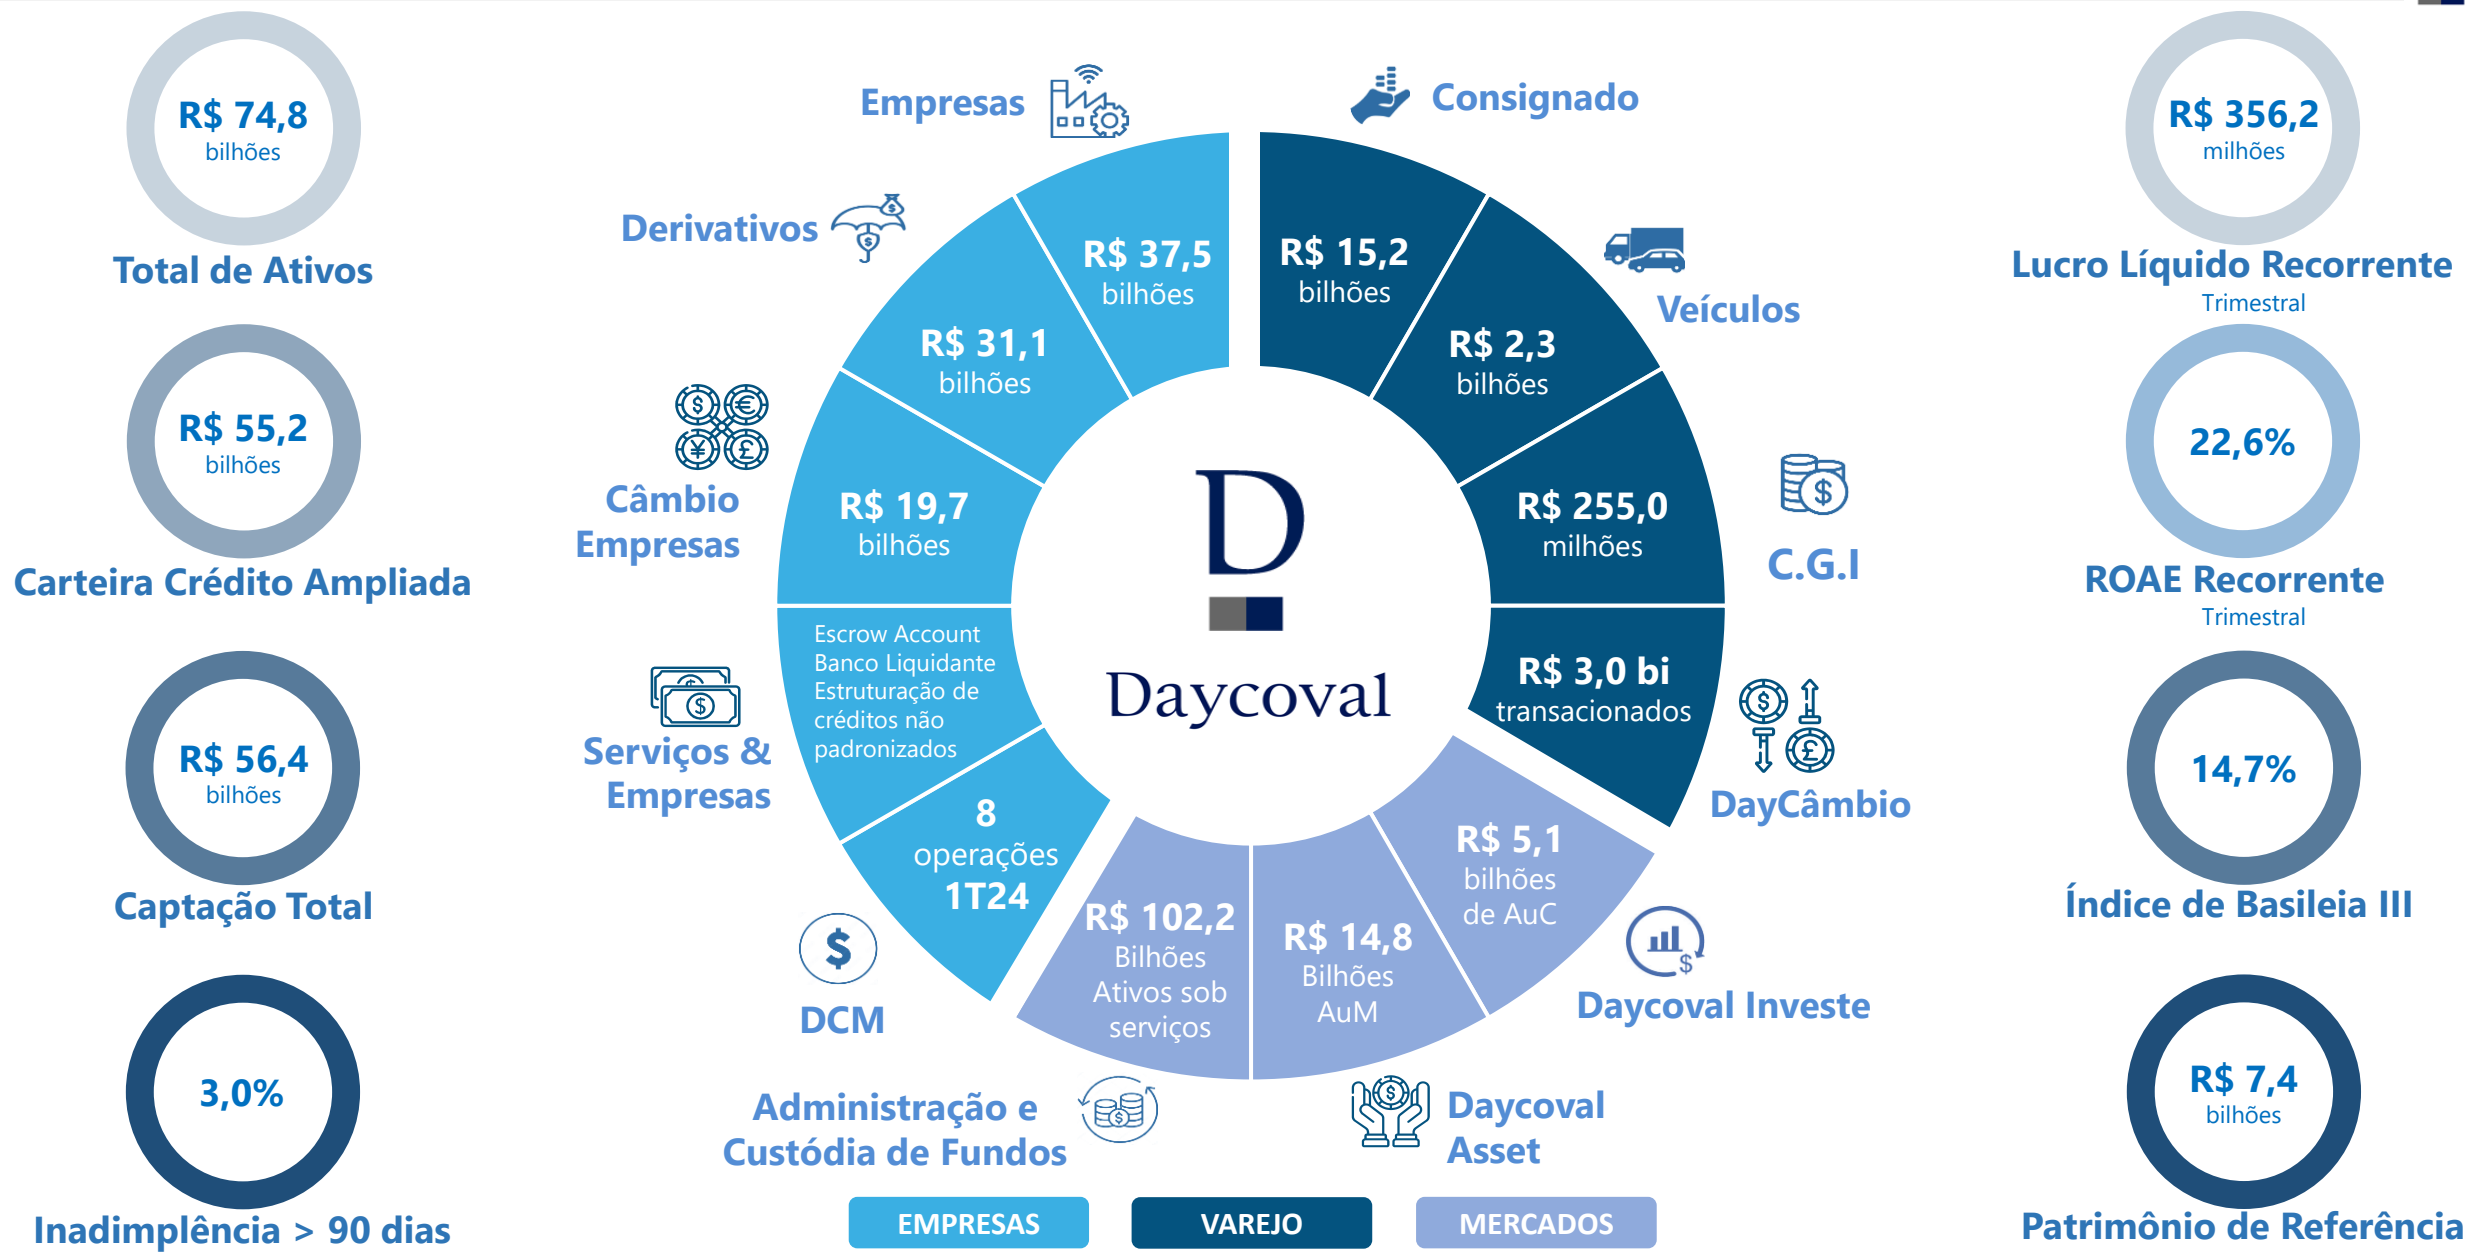 R$ 74,8
bilhões
Total de Ativos
R$ 55,2
bilhões
Carteira Crédito Ampliada
R$ 56,4
bilhões
Captação Total
3,0%
Inadimplência > 90 dias
Empresas
R$ 37,5
bilhões
Derivativos
R$ 31,1
bilhões
Câmbio
Empresas
R$ 19,7
bilhões
Serviços &
Empresas
Escrow Account
Banco Liquidante
Estruturação de
créditos não
padronizados
DCM
8
operações
1T24
Consignado
R$ 15,2
bilhões
Veículos
R$ 2,3
bilhões
C.G.I
R$ 255,0
milhões
DayCâmbio
R$ 3,0 bi
transacionados
Daycoval Investe
R$ 5,1
bilhões
de AuC
Daycoval
Asset
R$ 14,8
Bilhões
AuM
Administração e
Custódia de Fundos
R$ 102,2
Bilhões
Ativos sob
serviços
D
Daycoval
EMPRESAS
VAREJO
MERCADOS
R$ 356,2
milhões
Lucro Líquido Recorrente
Trimestral
22,6%
ROAE Recorrente
Trimestral
14,7%
Índice de Basileia III
R$ 7,4
bilhões
Patrimônio de Referência